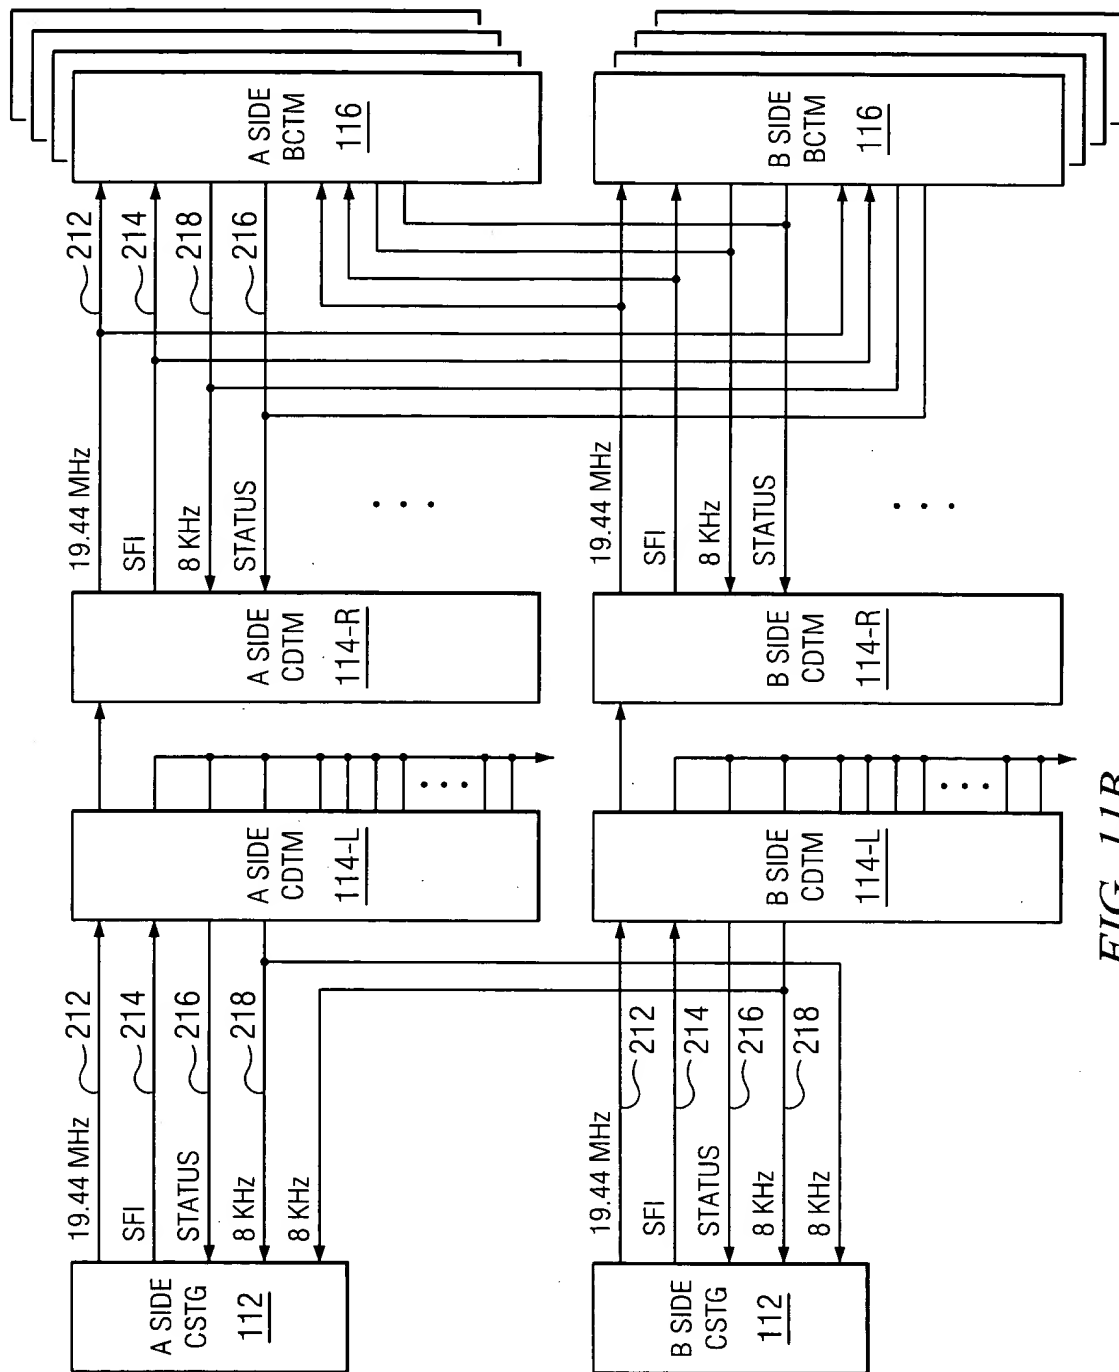 A SIDE
CSTG
112
19.44 MHz
SFI
STATUS
8 KHz
8 KHz
212
214
216
218
A SIDE
CDTM
114-L
• • •
A SIDE
CDTM
114-R
19.44 MHz
SFI
8 KHz
STATUS
• • •
212
214
218
216
A SIDE
BCTM
116
B SIDE
CSTG
112
19.44 MHz
SFI
STATUS
8 KHz
8 KHz
212
214
216
218
B SIDE
CDTM
114-L
• • •
B SIDE
CDTM
114-R
19.44 MHz
SFI
8 KHz
STATUS
• • •
B SIDE
BCTM
116
FIG. 11B